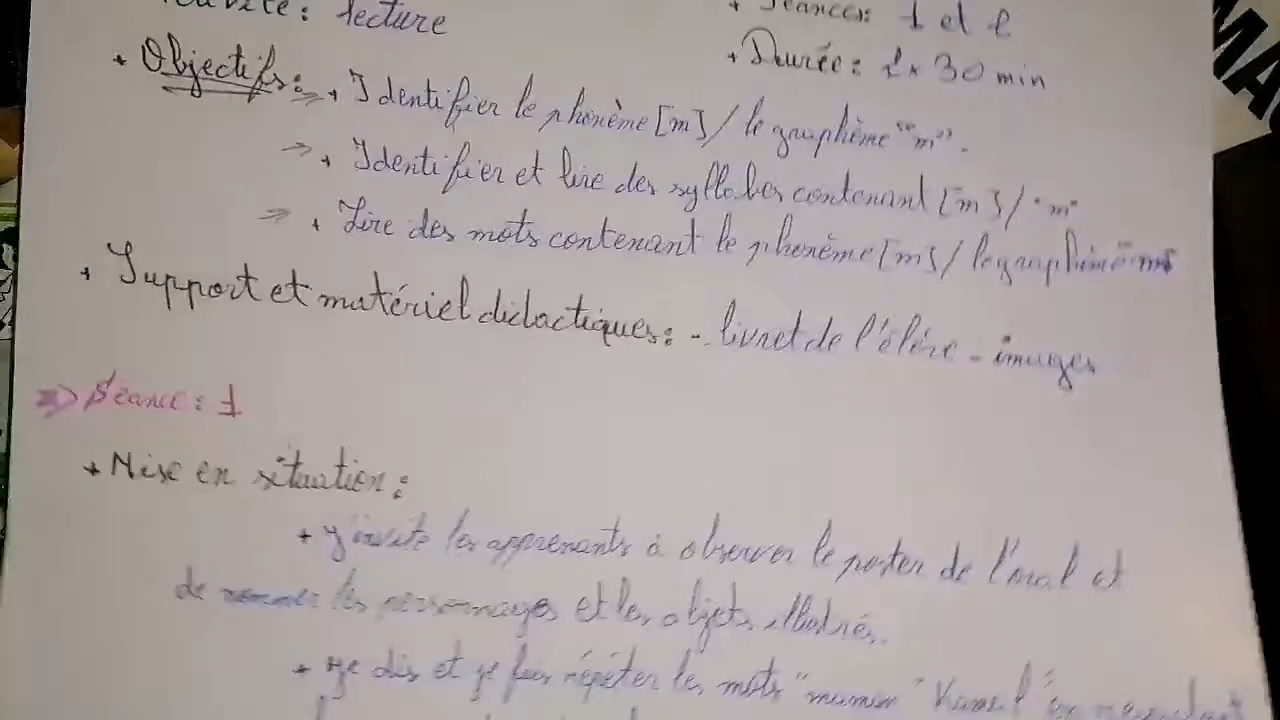 : lecture
+ Séances: 1 et 2
+ Durée: 2 x 30 min
+ Objectifs: => + Identifier le phonème [m] / le graphème "m".
=> + Identifier et lire des syllabes contenant [m] / "m"
=> + Lire des mots contenant le phonème [m] / le graphème "m"
+ Support et matériel didactiques: - livret de l'élève - images
=> Séance: 1
+ Mise en situation:
+ J'invite les apprenants à observer le poster de l'oral et
de nommer les personnages et les objets illustrés.
+ Je dis et je fais répéter les mots "maman"
MA